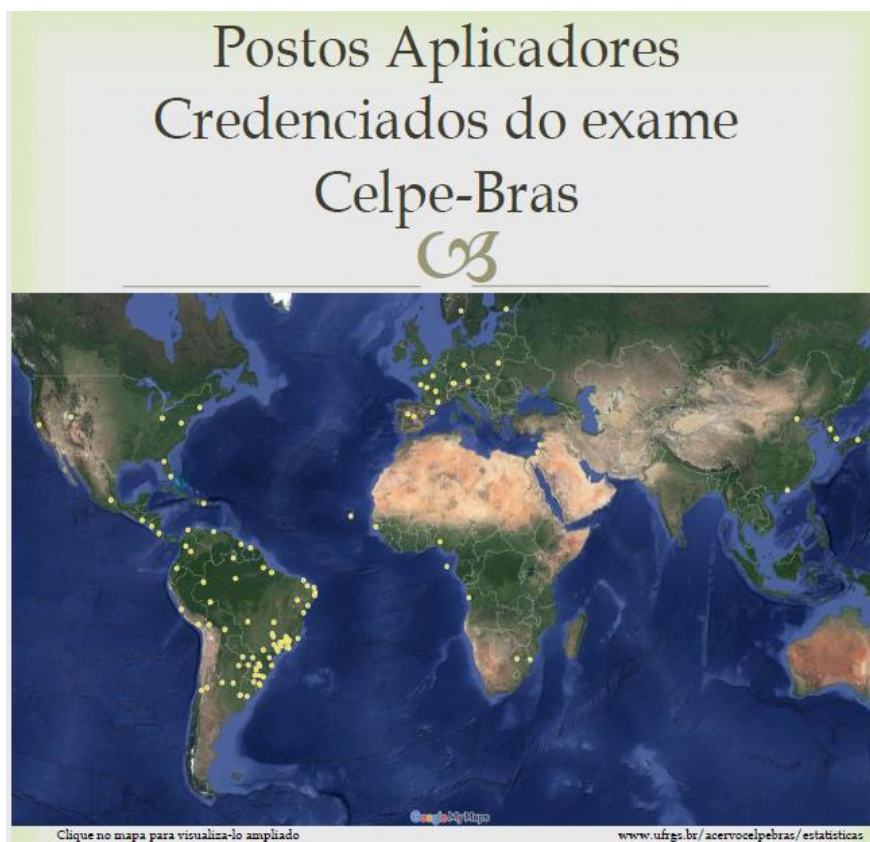 Postos Aplicadores
Credenciados do exame
Celpe-Bras
Google My Maps
Clique no mapa para visualiza-lo ampliado
www.ufrgs.br/acervocelpebras/estatisticas